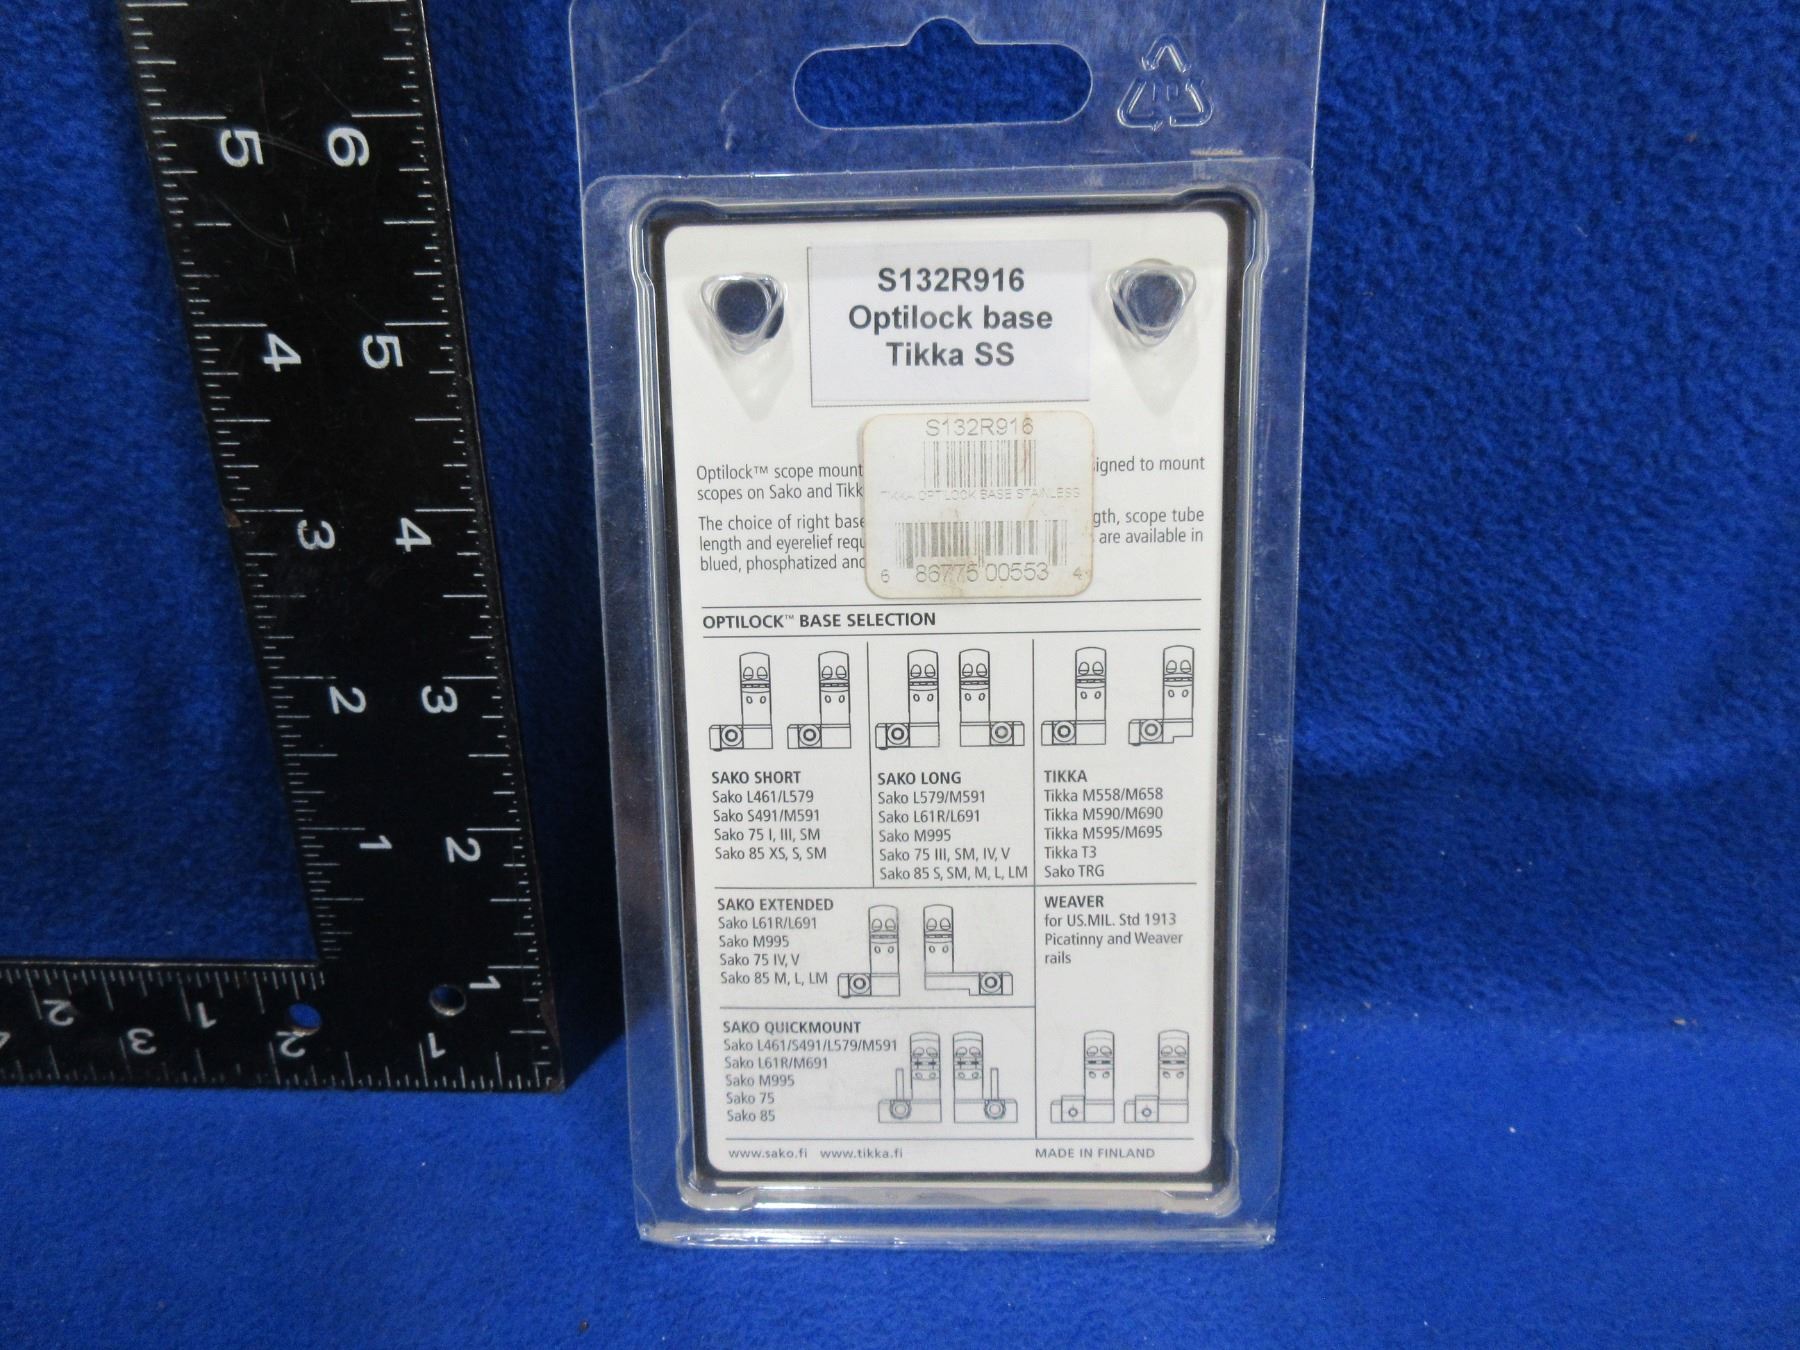 S132R916
Optilock base
Tikka SS
S132R916
TIKKA OPTILOCK BASE STAINLESS
6 86775 00553 4
Optilock™ scope mount igned to mount
scopes on Sako and Tikk
The choice of right base gth, scope tube
length and eyerelief requ are available in
blued, phosphatized and
OPTILOCK™ BASE SELECTION
SAKO SHORT
Sako L461/L579
Sako S491/M591
Sako 75 I, III, SM
Sako 85 XS, S, SM
SAKO LONG
Sako L579/M591
Sako L61R/L691
Sako M995
Sako 75 III, SM, IV, V
Sako 85 S, SM, M, L, LM
TIKKA
Tikka M558/M658
Tikka M590/M690
Tikka M595/M695
Tikka T3
Sako TRG
SAKO EXTENDED
Sako L61R/L691
Sako M995
Sako 75 IV, V
Sako 85 M, L, LM
WEAVER
for US.MIL. Std 1913
Picatinny and Weaver
rails
SAKO QUICKMOUNT
Sako L461/S491/L579/M591
Sako L61R/M691
Sako M995
Sako 75
Sako 85
www.sako.fi www.tikka.fi
MADE IN FINLAND
5 6
4 5
3 4
2 3
1 2
1
2 1
3 2 1